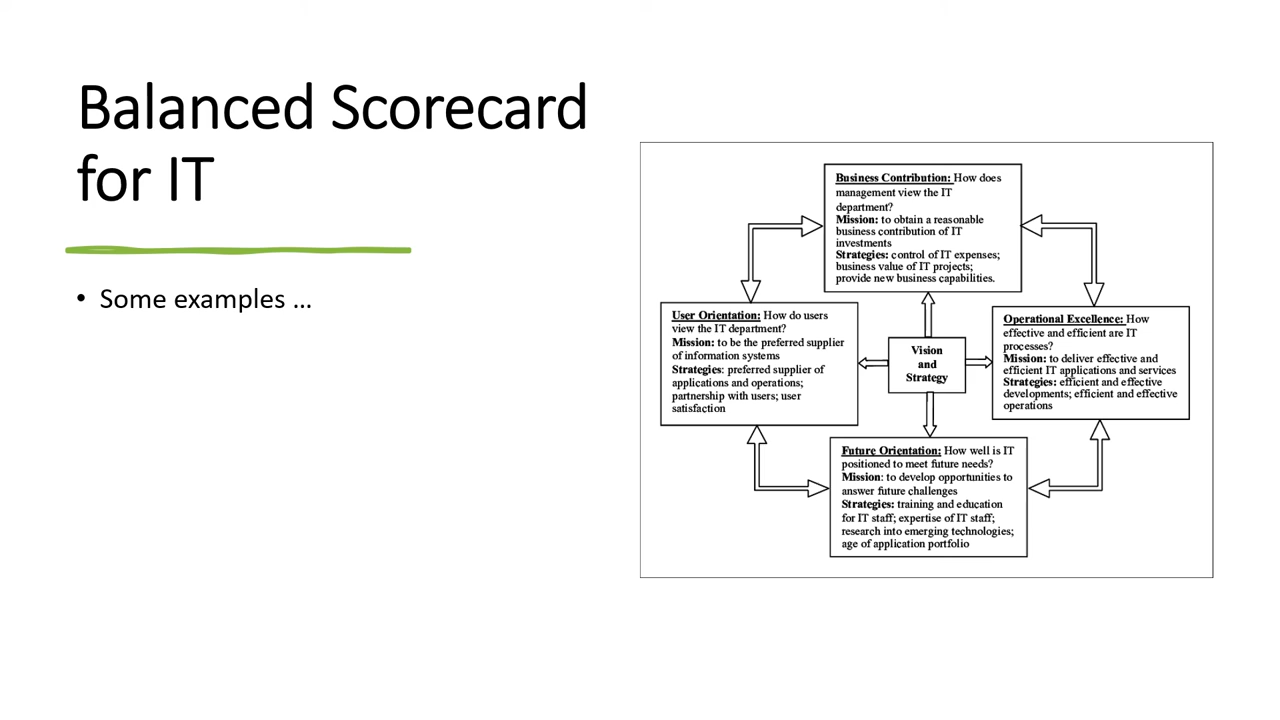 Balanced Scorecard
for IT
• Some examples ...
Business Contribution: How does
management view the IT
department?
Mission: to obtain a reasonable
business contribution of IT
investments
Strategies: control of IT expenses;
business value of IT projects;
provide new business capabilities.
User Orientation: How do users
view the IT department?
Mission: to be the preferred supplier
of information systems
Strategies: preferred supplier of
applications and operations;
partnership with users; user
satisfaction
Vision
and
Strategy
Operational Excellence: How
effective and efficient are IT
processes?
Mission: to deliver effective and
efficient IT applications and services
Strategies: efficient and effective
developments; efficient and effective
operations
Future Orientation: How well is IT
positioned to meet future needs?
Mission: to develop opportunities to
answer future challenges
Strategies: training and education
for IT staff; expertise of IT staff;
research into emerging technologies;
age of application portfolio